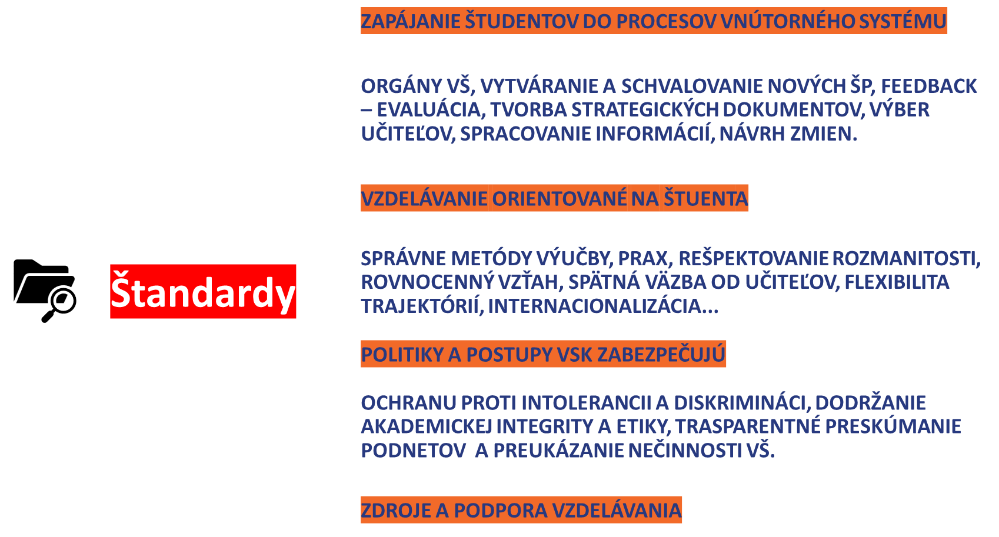 ZAPÁJANIE ŠTUDENTOV DO PROCESOV VNÚTORNÉHO SYSTÉMU
ORGÁNY VŠ, VYTVÁRANIE A SCHVALOVANIE NOVÝCH ŠP, FEEDBACK
– EVALUÁCIA, TVORBA STRATEGICKÝCH DOKUMENTOV, VÝBER
UČITEĽOV, SPRACOVANIE INFORMÁCIÍ, NÁVRH ZMIEN.
VZDELÁVANIE ORIENTOVANÉ NA ŠTUENTA
Štandardy
SPRÁVNE METÓDY VÝUČBY, PRAX, REŠPEKTOVANIE ROZMANITOSTI,
ROVNOCENNÝ VZŤAH, SPÄTNÁ VÄZBA OD UČITEĽOV, FLEXIBILITA
TRAJEKTÓRIÍ, INTERNACIONALIZÁCIA...
POLITIKY A POSTUPY VSK ZABEZPEČUJÚ
OCHRANU PROTI INTOLERANCII A DISKRIMINÁCI, DODRŽANIE
AKADEMICKEJ INTEGRITY A ETIKY, TRASPARENTNÉ PRESKÚMANIE
PODNETOV A PREUKÁZANIE NEČINNOSTI VŠ.
ZDROJE A PODPORA VZDELÁVANIA